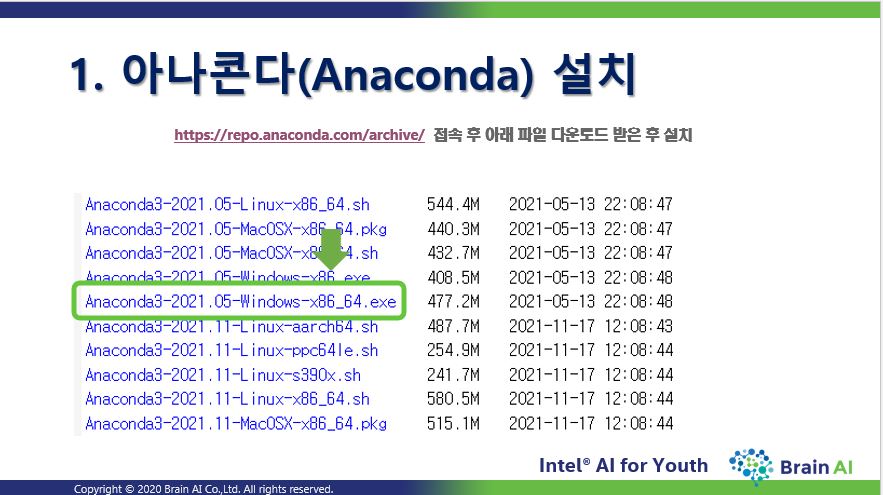 1. 아나콘다(Anaconda) 설치
https://repo.anaconda.com/archive/ 접속 후 아래 파일 다운로드 받은 후 설치
Anaconda3-2021.05-Linux-x86_64.sh 544.4M 2021-05-13 22:08:47
Anaconda3-2021.05-MacOSX-x86_64.pkg 440.3M 2021-05-13 22:08:47
Anaconda3-2021.05-MacOSX-x86_64.sh 432.7M 2021-05-13 22:08:47
Anaconda3-2021.05-Windows-x86.exe 408.5M 2021-05-13 22:08:48
Anaconda3-2021.05-Windows-x86_64.exe 477.2M 2021-05-13 22:08:48
Anaconda3-2021.11-Linux-aarch64.sh 487.7M 2021-11-17 12:08:43
Anaconda3-2021.11-Linux-ppc64le.sh 254.9M 2021-11-17 12:08:44
Anaconda3-2021.11-Linux-s390x.sh 241.7M 2021-11-17 12:08:44
Anaconda3-2021.11-Linux-x86_64.sh 580.5M 2021-11-17 12:08:44
Anaconda3-2021.11-MacOSX-x86_64.pkg 515.1M 2021-11-17 12:08:44
Intel® AI for Youth
Brain AI
Copyright © 2020 Brain AI Co.,Ltd. All rights reserved.